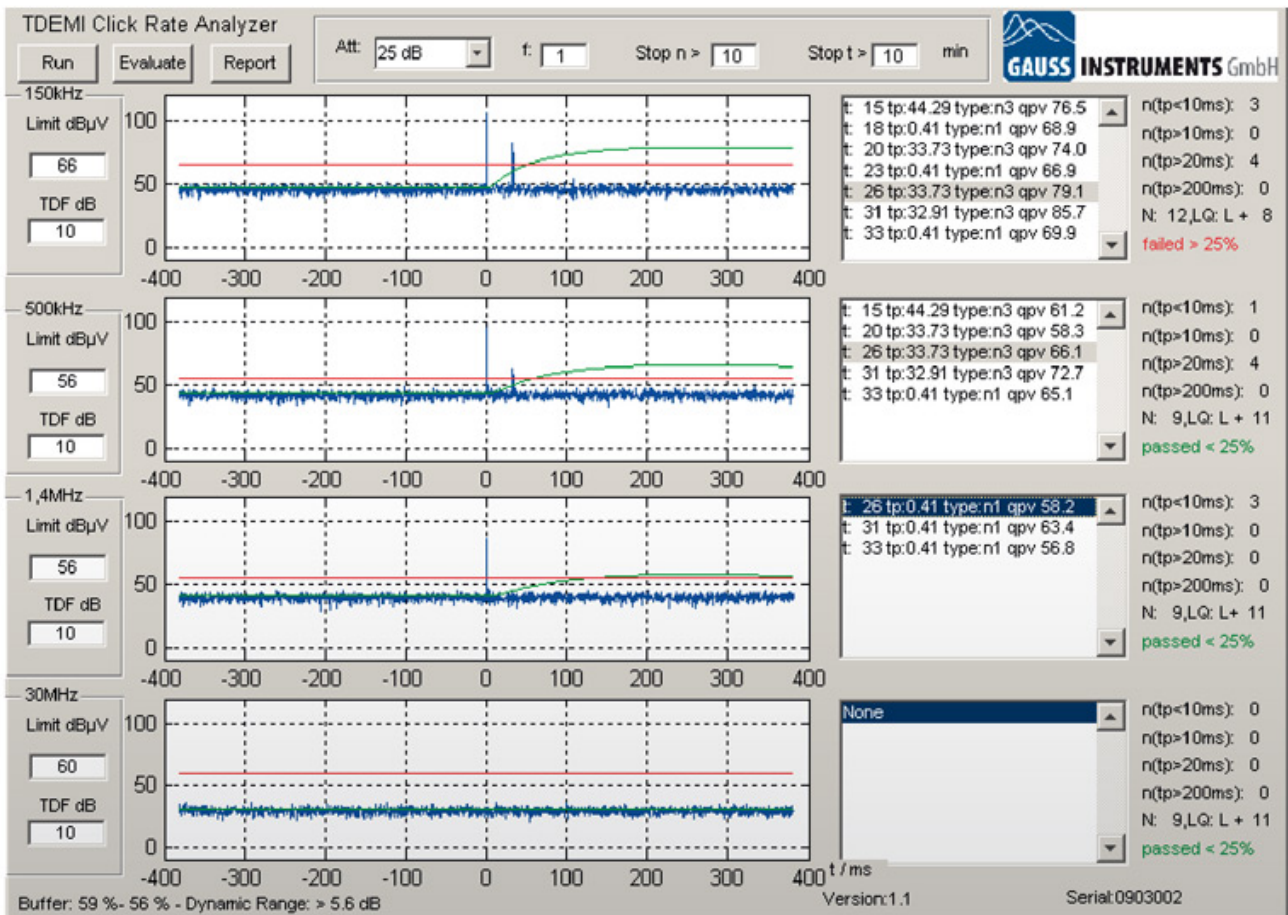 TDEMI Click Rate Analyzer
Run Evaluate Report
Att: 25 dB f: 1 Stop n > 10 Stop t > 10 min
GAUSS INSTRUMENTS GmbH
150kHz
Limit dBµV
66
TDF dB
10
100
50
0
-400 -300 -200 -100 0 100 200 300 400
t: 15 tp:44.29 type:n3 qpv 76.5
t: 18 tp:0.41 type:n1 qpv 68.9
t: 20 tp:33.73 type:n3 qpv 74.0
t: 23 tp:0.41 type:n1 qpv 66.9
t: 26 tp:33.73 type:n3 qpv 79.1
t: 31 tp:32.91 type:n3 qpv 85.7
t: 33 tp:0.41 type:n1 qpv 69.9
n(tp<10ms): 3
n(tp>10ms): 0
n(tp>20ms): 4
n(tp>200ms): 0
N: 12,LQ: L + 8
failed > 25%
500kHz
Limit dBµV
56
TDF dB
10
100
50
0
-400 -300 -200 -100 0 100 200 300 400
t: 15 tp:44.29 type:n3 qpv 61.2
t: 20 tp:33.73 type:n3 qpv 58.3
t: 26 tp:33.73 type:n3 qpv 66.1
t: 31 tp:32.91 type:n3 qpv 72.7
t: 33 tp:0.41 type:n1 qpv 65.1
n(tp<10ms): 1
n(tp>10ms): 0
n(tp>20ms): 4
n(tp>200ms): 0
N: 9,LQ: L + 11
passed < 25%
1,4MHz
Limit dBµV
56
TDF dB
10
100
50
0
-400 -300 -200 -100 0 100 200 300 400
t: 26 tp:0.41 type:n1 qpv 58.2
t: 31 tp:0.41 type:n1 qpv 63.4
t: 33 tp:0.41 type:n1 qpv 56.8
n(tp<10ms): 3
n(tp>10ms): 0
n(tp>20ms): 0
n(tp>200ms): 0
N: 9,LQ: L+ 11
passed < 25%
30MHz
Limit dBµV
60
TDF dB
10
100
50
0
-400 -300 -200 -100 0 100 200 300 400
t / ms
None
n(tp<10ms): 0
n(tp>10ms): 0
n(tp>20ms): 0
n(tp>200ms): 0
N: 9,LQ: L + 11
passed < 25%
Buffer: 59 %- 56 % - Dynamic Range: > 5.6 dB
Version:1.1
Serial:0903002